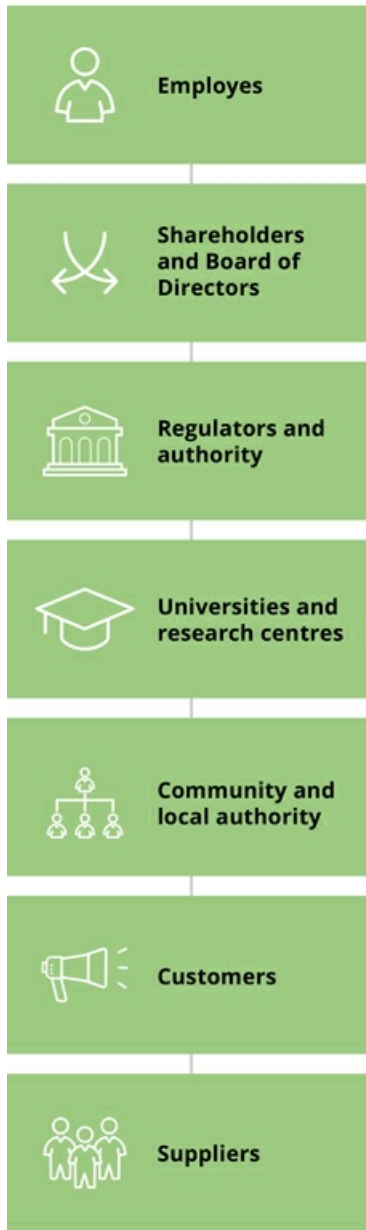 Employes
Shareholders
and Board of
Directors
Regulators and
authority
Universities and
research centres
Community and
local authority
Customers
Suppliers